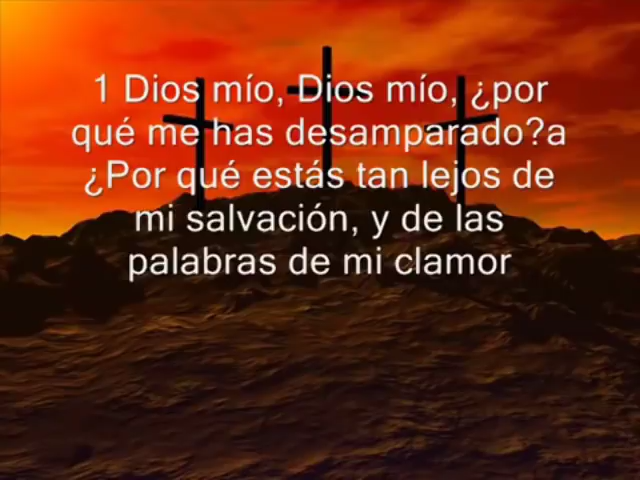 1 Dios mío, Dios mío, ¿por
qué me has desamparado?a
¿Por qué estás tan lejos de
mi salvación, y de las
palabras de mi clamor